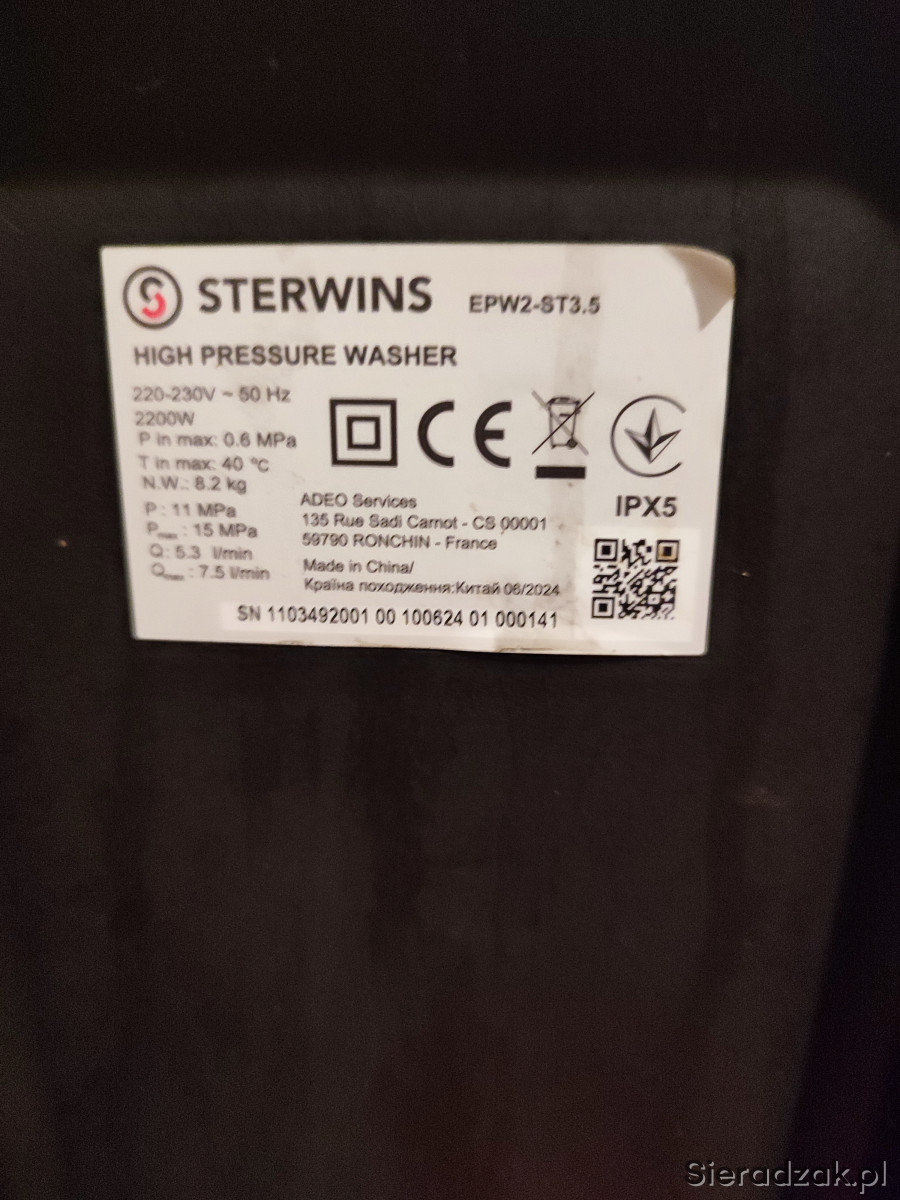 STERWINS EPW2-ST3.5
HIGH PRESSURE WASHER
220-230V ~ 50 Hz
2200W
P in max: 0.6 MPa
T in max: 40 °C
N.W.: 8.2 kg
P: 11 MPa
Pmax : 15 MPa
Q: 5.3 l/min
Qmax : 7.5 l/min
CE
IPX5
ADEO Services
135 Rue Sadi Carnot - CS 00001
59790 RONCHIN - France
Made in China/
Країна походження:Китай 06/2024
SN 1103492001 00 100624 01 000141
Sieradzak.pl